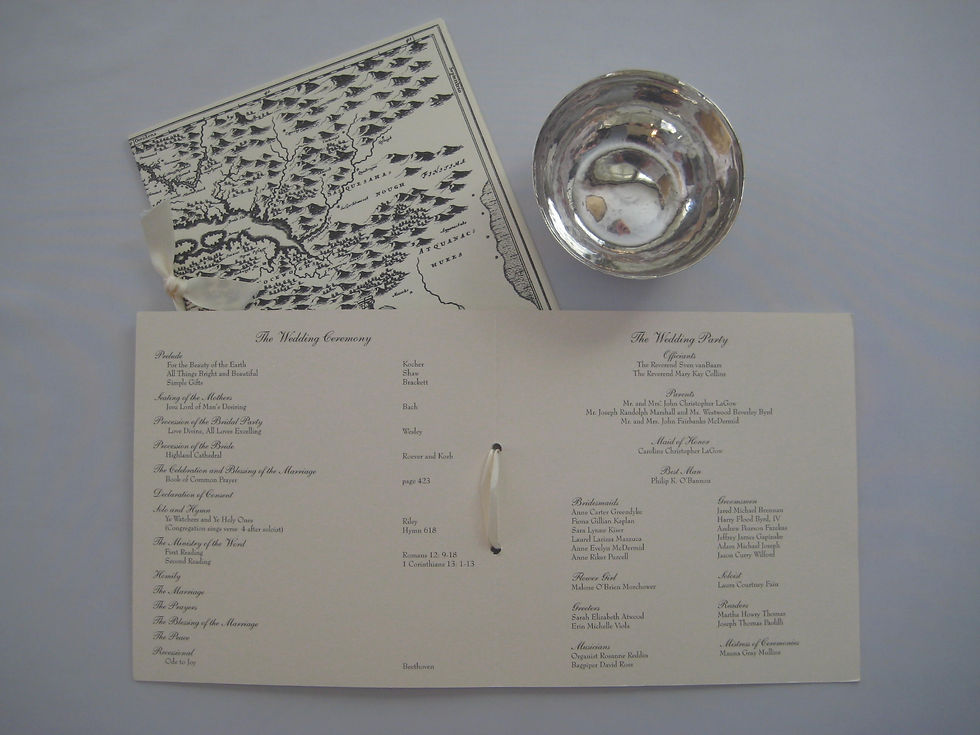 September
SASQUESAHA
NOUGH
FINITIMA
ATQUANAC
HUKES
The Wedding Ceremony
Prelude
For the Beauty of the Earth Kocher
All Things Bright and Beautiful Shaw
Simple Gifts Brackett
Seating of the Mothers
Jesu Lord of Man's Desiring Bach
Procession of the Bridal Party
Love Divine, All Loves Excelling Wesley
Procession of the Bride
Highland Cathedral Roever and Korb
The Celebration and Blessing of the Marriage
Book of Common Prayer page 423
Declaration of Consent
Solo and Hymn
Ye Watchers and Ye Holy Ones Riley
(Congregation sings verse 4 after soloist) Hymn 618
The Ministry of the Word
First Reading Romans 12: 9-18
Second Reading 1 Corinthians 13: 1-13
Homily
The Marriage
The Prayers
The Blessing of the Marriage
The Peace
Recessional
Ode to Joy Beethoven
The Wedding Party
Officiants
The Reverend Sven vanBaars
The Reverend Mary Kay Collins
Parents
Mr. and Mrs. John Christopher LaGow
Mr. Joseph Randolph Marshall and Ms. Westwood Beverley Byrd
Mr. and Mrs. John Fairbanks McDermid
Maid of Honor
Caroline Christopher LaGow
Best Man
Philip K. O'Bannon
Bridesmaids
Anne Carter Greendyke
Fiona Gillian Kaplan
Sara Lynne Kiser
Laurel Larissa Mazzuca
Anne Evelyn McDermid
Anne Riker Purcell
Groomsmen
Jared Michael Brennan
Harry Flood Byrd, IV
Andrew Pearson Fazekas
Jeffrey James Gapinske
Adam Michael Joseph
Jason Curry Wilford
Flower Girl
Malone O'Brien Morchower
Soloist
Laura Courtney Fain
Greeters
Sarah Elizabeth Atwood
Erin Michelle Viola
Readers
Martha Howry Thomas
Joseph Thomas Paolilli
Musicians
Organist Rosanne Reddin
Bagpiper David Ross
Mistress of Ceremonies
Mauna Gray Mullins